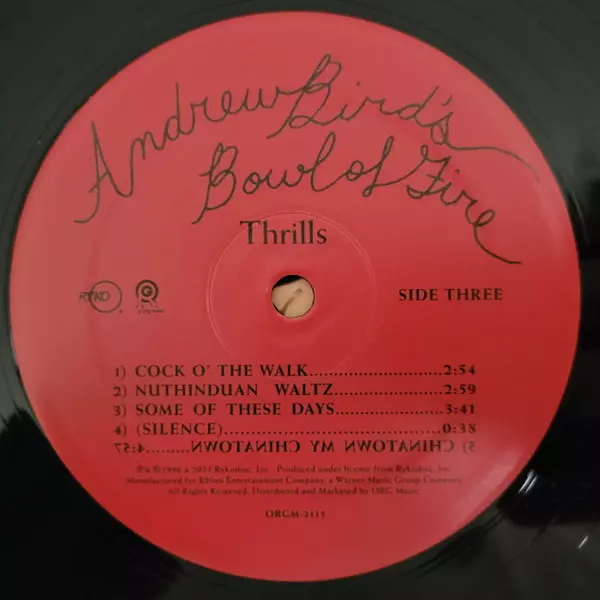 Andrew Bird's
Bowl of Fire
Thrills
RYKO
SIDE THREE
1) COCK O' THE WALK..............................2:54
2) NUTHINDUAN WALTZ........................2:59
3) SOME OF THESE DAYS........................3:41
4) (SILENCE)..............................................0:38
5) CHINATOWN MY CHINATOWN.........4:57
℗ & © 1998 & 2021 Rykodisc, Inc. Produced under license from Rykodisc, Inc.
Manufactured for Rhino Entertainment Company, a Warner Music Group Company.
All Rights Reserved. Distributed and Marketed by ORG Music.